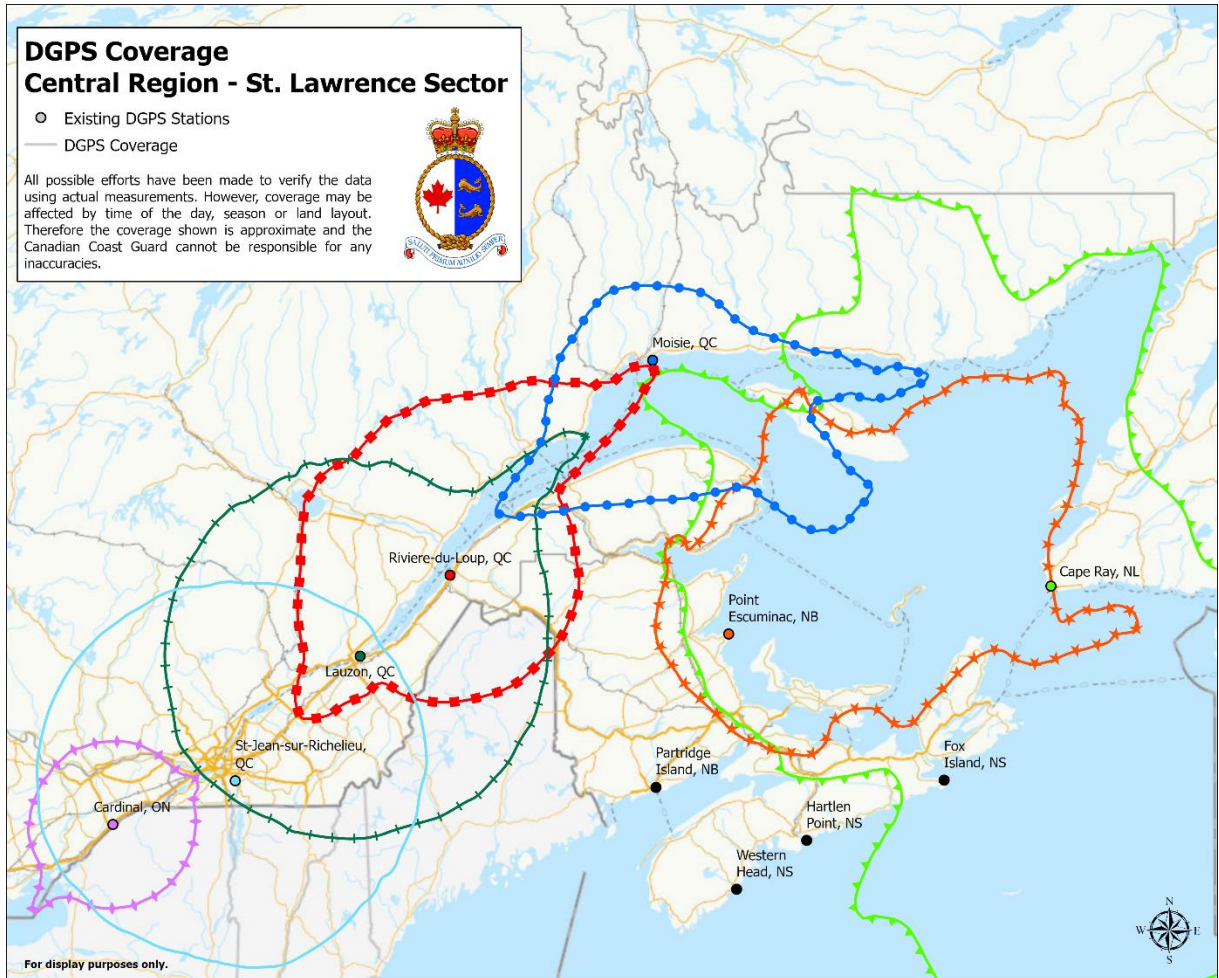 DGPS Coverage
Central Region - St. Lawrence Sector
Existing DGPS Stations
DGPS Coverage
All possible efforts have been made to verify the data
using actual measurements. However, coverage may be
affected by time of the day, season or land layout.
Therefore the coverage shown is approximate and the
Canadian Coast Guard cannot be responsible for any
inaccuracies.
SALUTI PRIMUM AUXILIO SEMPER
Moisie, QC
Riviere-du-Loup, QC
Cape Ray, NL
Point
Escuminac, NB
Lauzon, QC
St-Jean-sur-Richelieu,
QC
Partridge
Island, NB
Fox
Island, NS
Cardinal, ON
Hartlen
Point, NS
Western
Head, NS
N
W
E
S
For display purposes only.